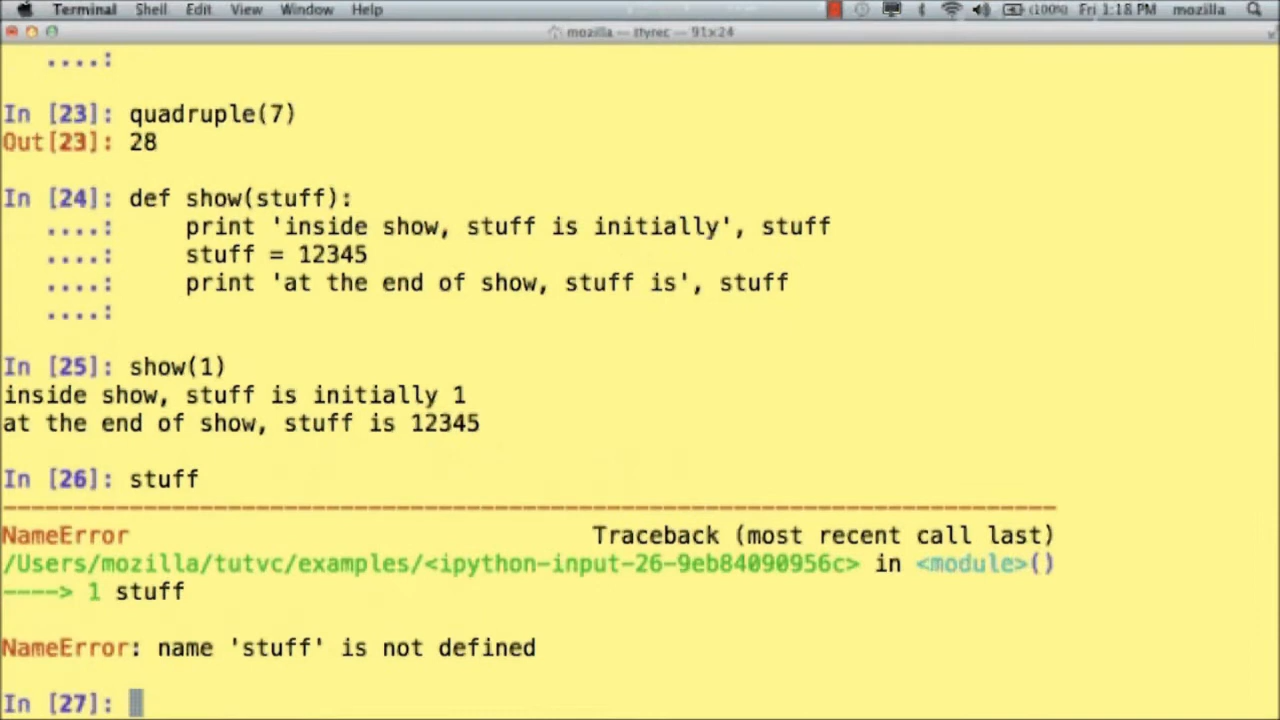 Terminal Shell Edit View Window Help (100%) Fri 1:18 PM mozilla
mozilla — ttyrec — 91×24
....:
In [23]: quadruple(7)
Out[23]: 28
In [24]: def show(stuff):
....:     print 'inside show, stuff is initially', stuff
....:     stuff = 12345
....:     print 'at the end of show, stuff is', stuff
....:
In [25]: show(1)
inside show, stuff is initially 1
at the end of show, stuff is 12345
In [26]: stuff
---------------------------------------------------------------------------
NameError                                 Traceback (most recent call last)
/Users/mozilla/tutvc/examples/<ipython-input-26-9eb84090956c> in <module>()
----> 1 stuff
NameError: name 'stuff' is not defined
In [27]: